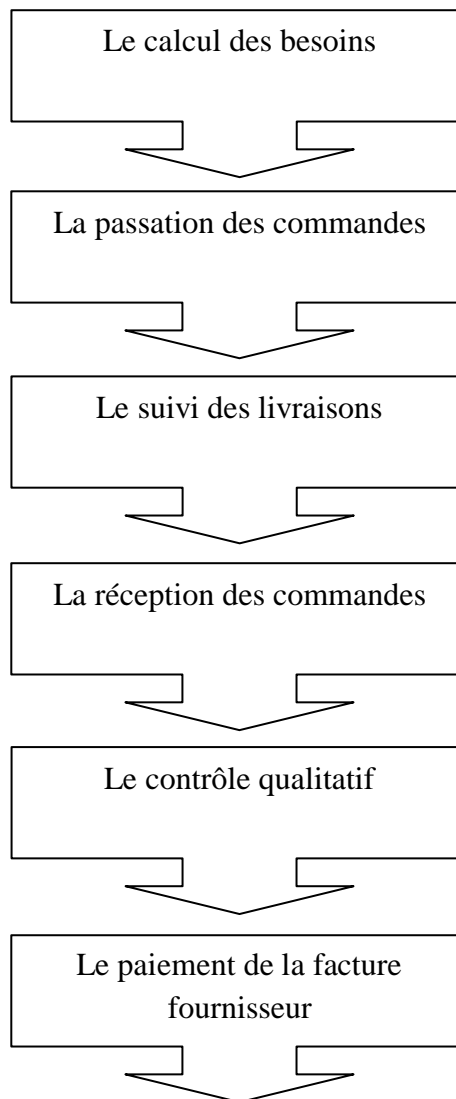 Le calcul des besoins
La passation des commandes
Le suivi des livraisons
La réception des commandes
Le contrôle qualitatif
Le paiement de la facture
fournisseur